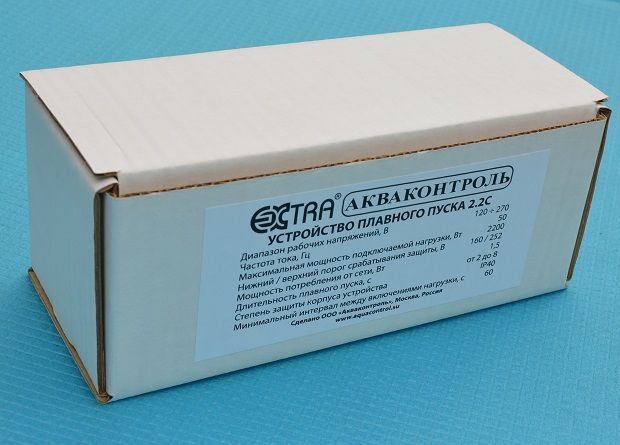 EXTRA® АКВАКОНТРОЛЬ
УСТРОЙСТВО ПЛАВНОГО ПУСКА 2.2С
Диапазон рабочих напряжений, В 120 ÷ 270
Частота тока, Гц 50
Максимальная мощность подключаемой нагрузки, Вт 2200
Нижний / верхний порог срабатывания защиты, В 160 / 252
Мощность потребления от сети, Вт 1,5
Длительность плавного пуска, с от 2 до 8
Степень защиты корпуса устройства IP40
Минимальный интервал между включениями нагрузки, с 60
Сделано ООО «Акваконтроль», Москва, Россия
www.aquacontrol.su